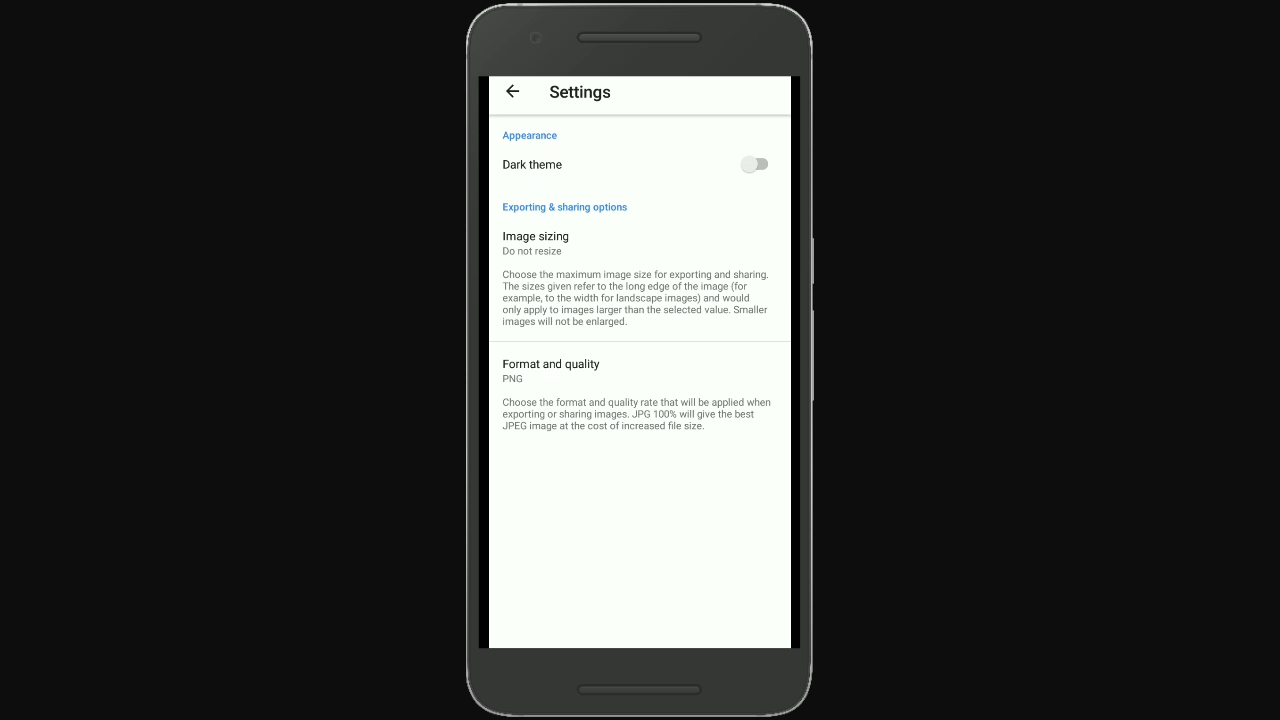 Settings
Appearance
Dark theme
Exporting & sharing options
Image sizing
Do not resize
Choose the maximum image size for exporting and sharing.
The sizes given refer to the long edge of the image (for
example, to the width for landscape images) and would
only apply to images larger than the selected value. Smaller
images will not be enlarged.
Format and quality
PNG
Choose the format and quality rate that will be applied when
exporting or sharing images. JPG 100% will give the best
JPEG image at the cost of increased file size.